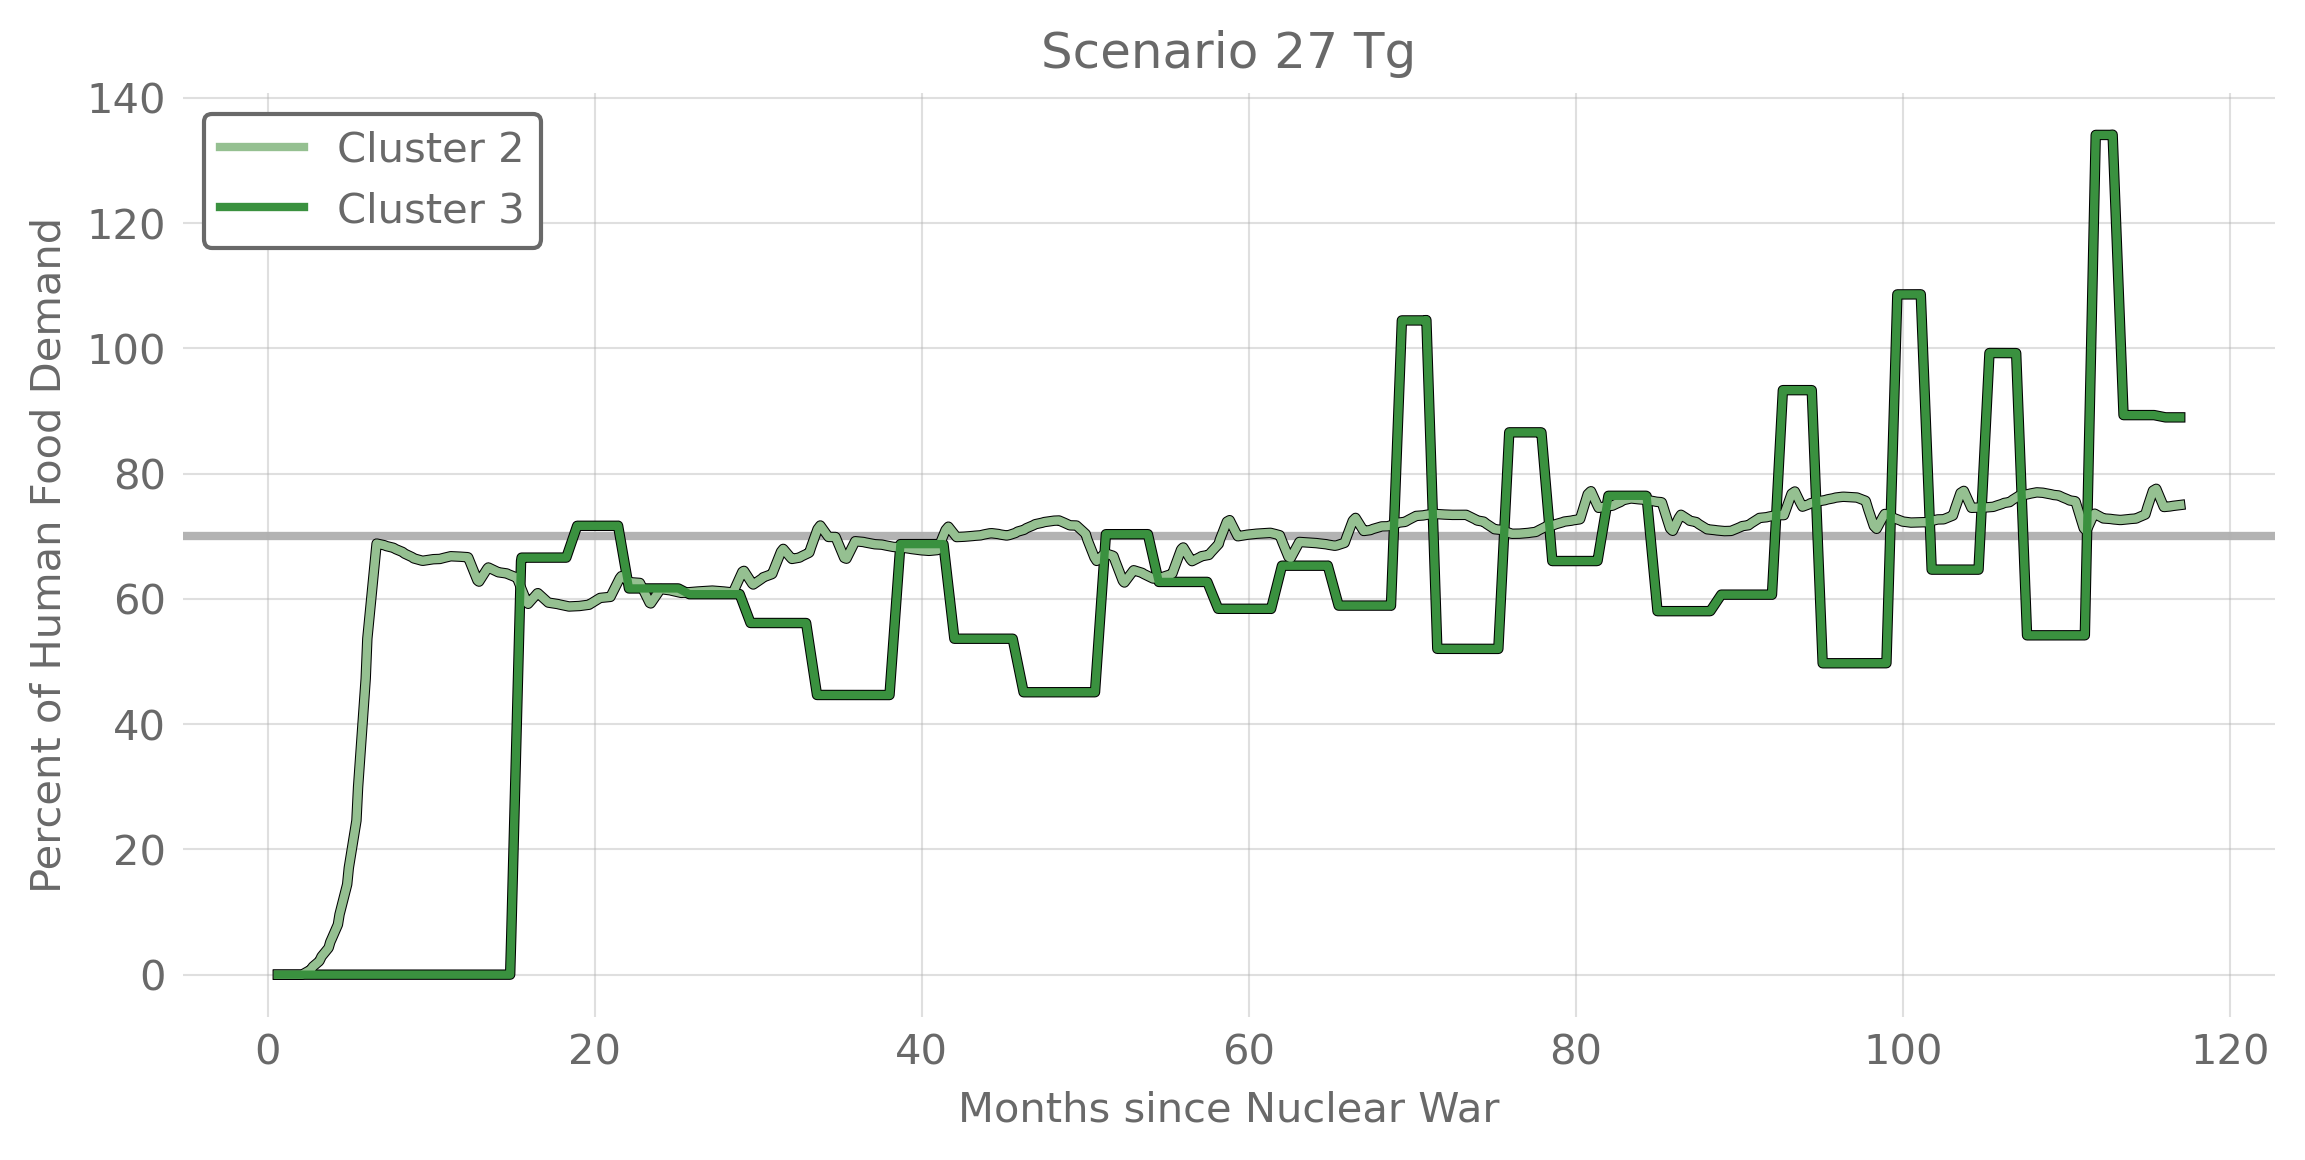 Scenario 27 Tg
140
120
100
80
60
40
20
0
Percent of Human Food Demand
Cluster 2
Cluster 3
0 20 40 60 80 100 120
Months since Nuclear War